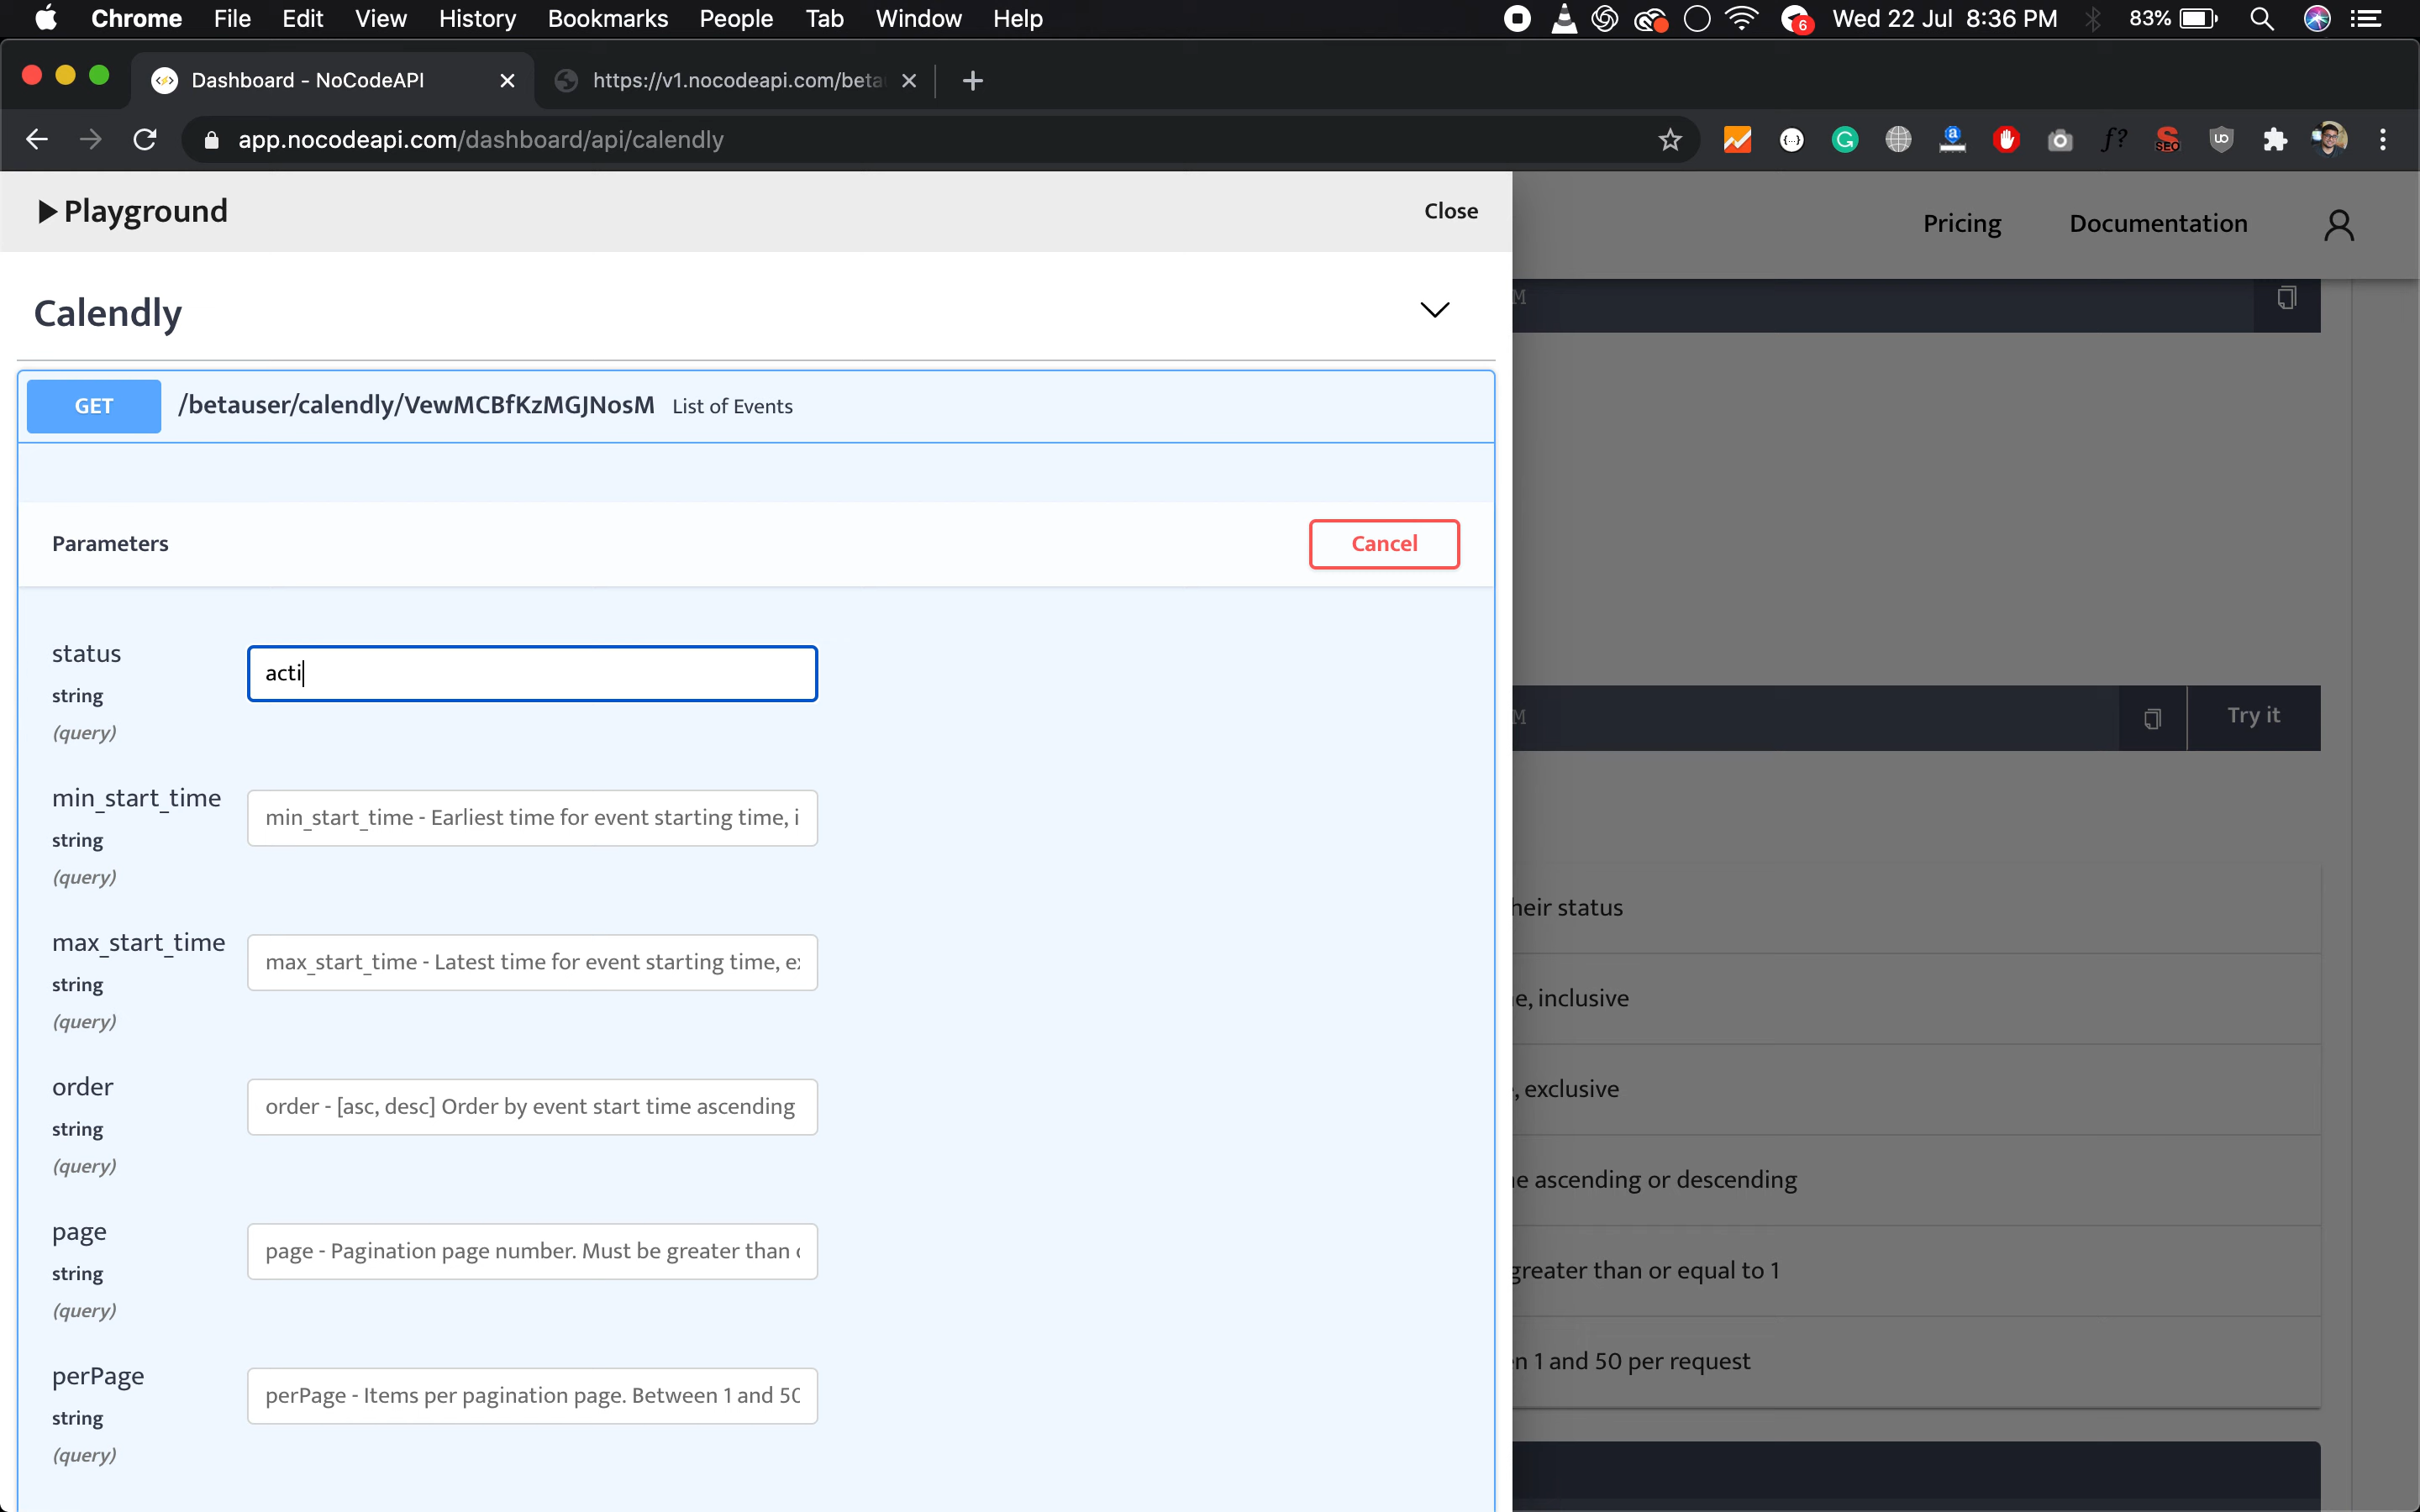 Chrome File Edit View History Bookmarks People Tab Window Help 6 Wed 22 Jul 8:36 PM 83%
Dashboard - NoCodeAPI https://v1.nocodeapi.com/beta
app.nocodeapi.com/dashboard/api/calendly
Playground Close
Pricing Documentation
Calendly
M
GET /betauser/calendly/VewMCBfKzMGJNosM List of Events
Parameters Cancel
status
string
(query)
acti
M Try it
min_start_time
string
(query)
min_start_time - Earliest time for event starting time, i
heir status
max_start_time
string
(query)
max_start_time - Latest time for event starting time, ex
e, inclusive
order
string
(query)
order - [asc, desc] Order by event start time ascending
, exclusive
e ascending or descending
page
string
(query)
page - Pagination page number. Must be greater than
greater than or equal to 1
perPage
string
(query)
perPage - Items per pagination page. Between 1 and 50
n 1 and 50 per request